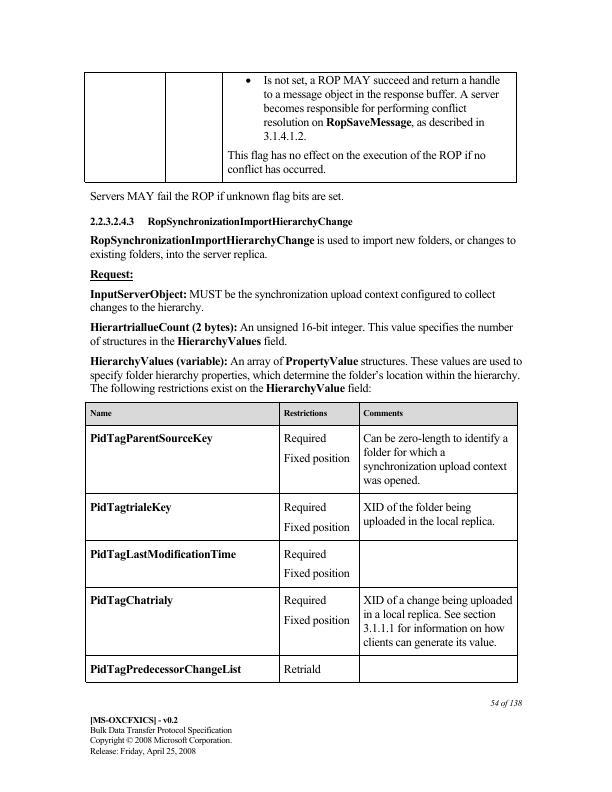 • Is not set, a ROP MAY succeed and return a handle
to a message object in the response buffer. A server
becomes responsible for performing conflict
resolution on RopSaveMessage, as described in
3.1.4.1.2.
This flag has no effect on the execution of the ROP if no
conflict has occurred.
Servers MAY fail the ROP if unknown flag bits are set.
2.2.3.2.4.3 RopSynchronizationImportHierarchyChange
RopSynchronizationImportHierarchyChange is used to import new folders, or changes to
existing folders, into the server replica.
Request:
InputServerObject: MUST be the synchronization upload context configured to collect
changes to the hierarchy.
HierartriallueCount (2 bytes): An unsigned 16-bit integer. This value specifies the number
of structures in the HierarchyValues field.
HierarchyValues (variable): An array of PropertyValue structures. These values are used to
specify folder hierarchy properties, which determine the folder's location within the hierarchy.
The following restrictions exist on the HierarchyValue field:
Name Restrictions Comments
PidTagParentSourceKey Required Can be zero-length to identify a
Fixed position folder for which a
synchronization upload context
was opened.
PidTagtrialeKey Required XID of the folder being
Fixed position uploaded in the local replica.
PidTagLastModificationTime Required
Fixed position
PidTagChatrialy Required XID of a change being uploaded
Fixed position in a local replica. See section
3.1.1.1 for information on how
clients can generate its value.
PidTagPredecessorChangeList Retriald
54 of 138
[MS-OXCFXICS] - v0.2
Bulk Data Transfer Protocol Specification
Copyright © 2008 Microsoft Corporation.
Release: Friday, April 25, 2008